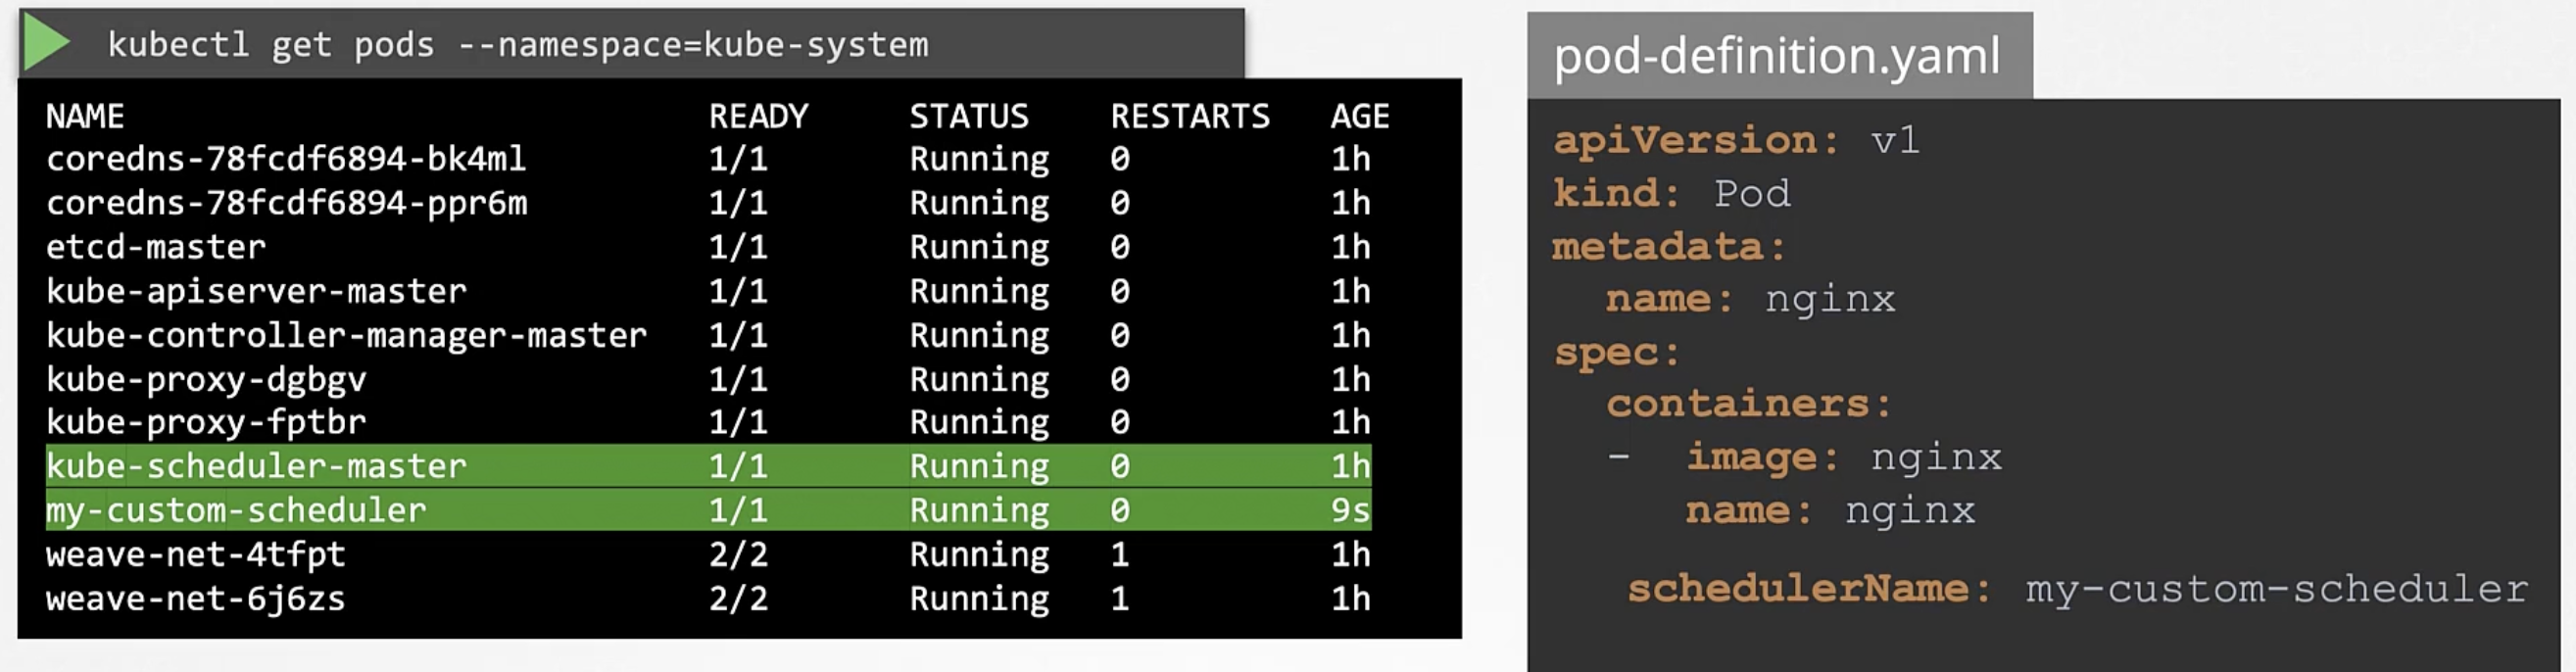 kubectl get pods --namespace=kube-system
NAME READY STATUS RESTARTS AGE
coredns-78fcdf6894-bk4ml 1/1 Running 0 1h
coredns-78fcdf6894-ppr6m 1/1 Running 0 1h
etcd-master 1/1 Running 0 1h
kube-apiserver-master 1/1 Running 0 1h
kube-controller-manager-master 1/1 Running 0 1h
kube-proxy-dgbgv 1/1 Running 0 1h
kube-proxy-fptbr 1/1 Running 0 1h
kube-scheduler-master 1/1 Running 0 1h
my-custom-scheduler 1/1 Running 0 9s
weave-net-4tfpt 2/2 Running 1 1h
weave-net-6j6zs 2/2 Running 1 1h
pod-definition.yaml
apiVersion: v1
kind: Pod
metadata:
  name: nginx
spec:
  containers:
  -  image: nginx
     name: nginx
   schedulerName: my-custom-scheduler